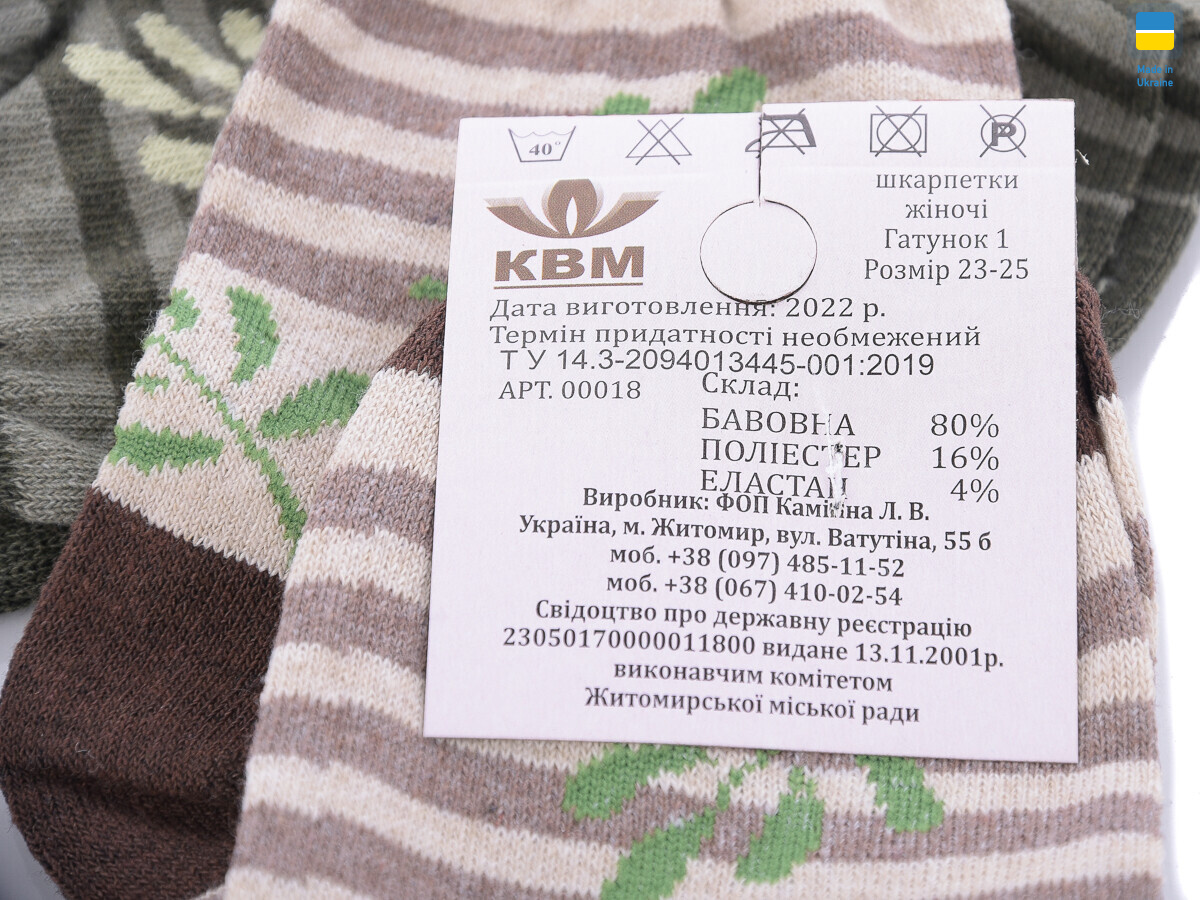 Made in
Ukraine
40°
P
КВМ
шкарпетки
жіночі
Гатунок 1
Розмір 23-25
Дата виготовлення: 2022 р.
Термін придатності необмежений
Т У 14.3-2094013445-001:2019
АРТ. 00018
Склад:
БАВОВНА 80%
ПОЛІЕСТЕР 16%
ЕЛАСТАН 4%
Виробник: ФОП Л. В.
Україна, м. Житомир, вул. Ватутіна, 55 б
моб. +38 (097) 485-11-52
моб. +38 (067) 410-02-54
Свідоцтво про державну реєстрацію
23050170000011800 видане 13.11.2001р.
виконавчим комітетом
Житомирської міської ради